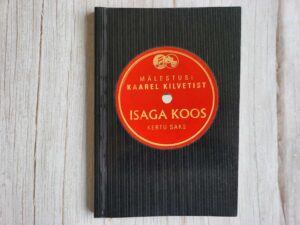 MÄLESTUSI
KAAREL KILVETIST
ISAGA KOOS
KERTU SAKS